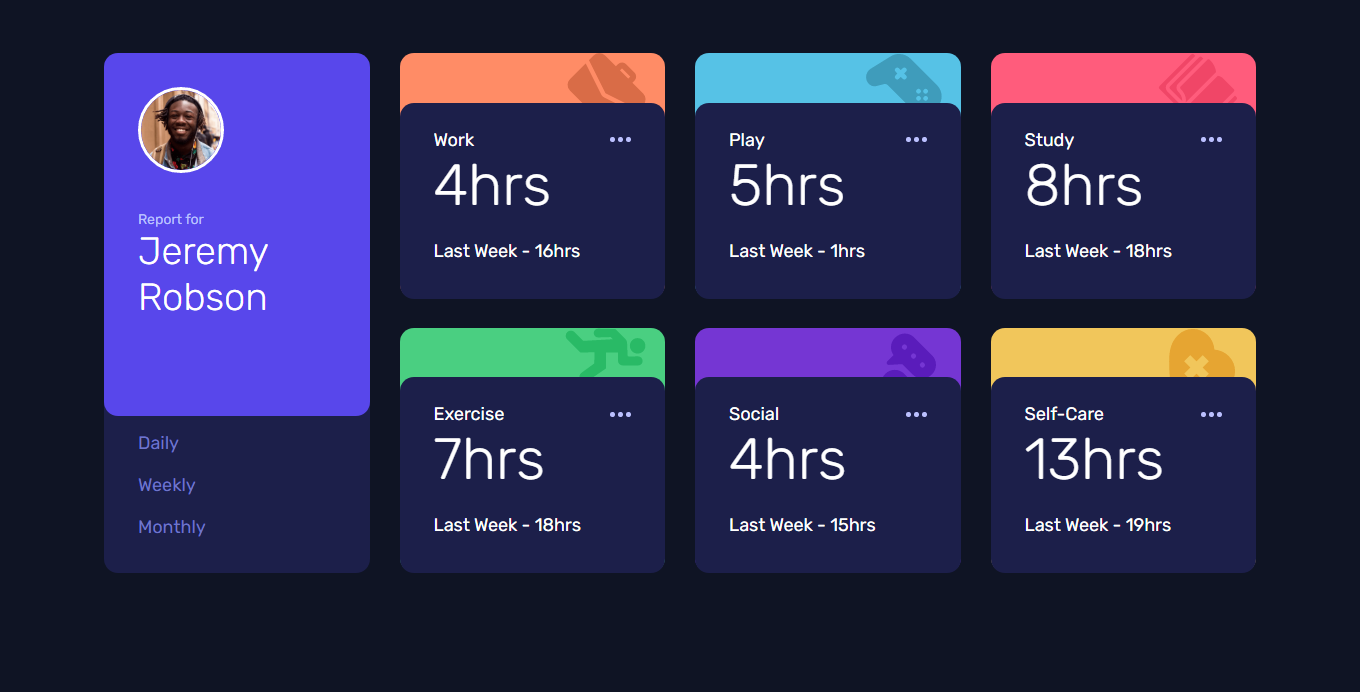 Report for
Jeremy
Robson
Daily
Weekly
Monthly
Work
4hrs
Last Week - 16hrs
Play
5hrs
Last Week - 1hrs
Study
8hrs
Last Week - 18hrs
Exercise
7hrs
Last Week - 18hrs
Social
4hrs
Last Week - 15hrs
Self-Care
13hrs
Last Week - 19hrs